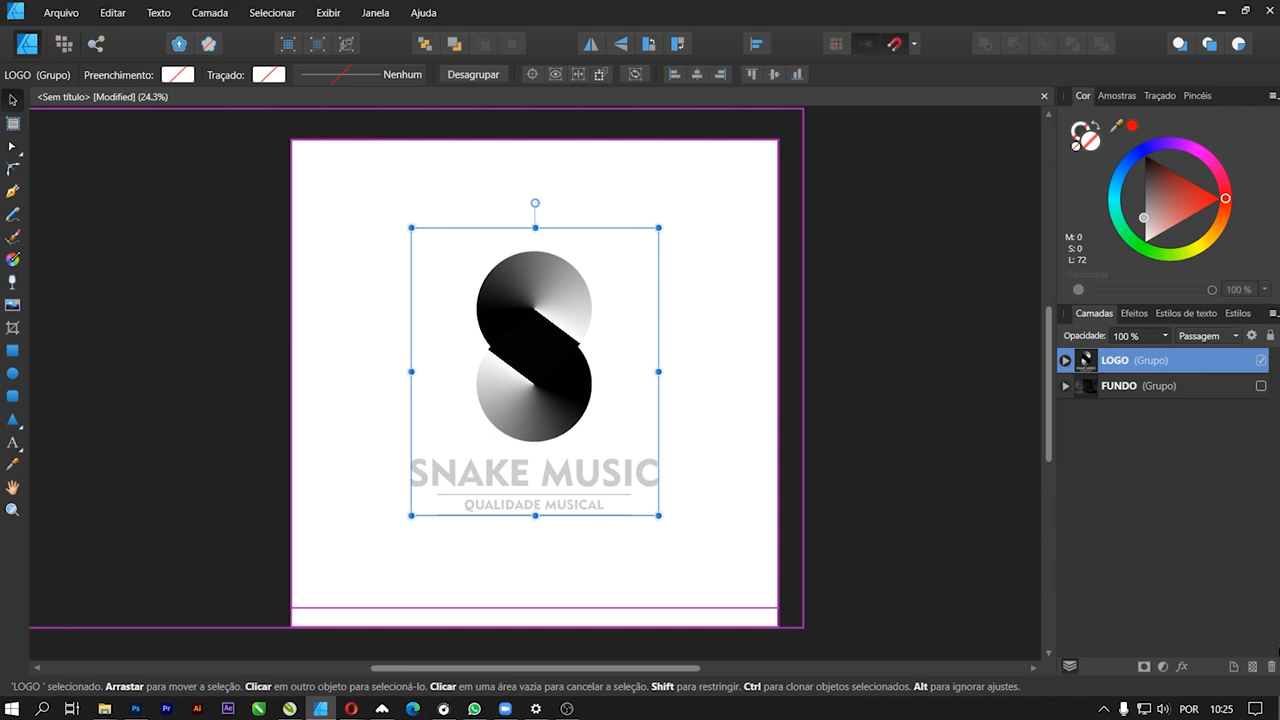 Arquivo Editar Texto Camada Selecionar Exibir Janela Ajuda
LOGO (Grupo) Preenchimento: Traçado: Nenhum Desagrupar
<Sem título> [Modified] (24.3%)
Cor Amostras Traçado Pincéis
M: 0
S: 0
L: 72
Opacidade
100 %
Camadas Efeitos Estilos de texto Estilos
Opacidade: 100 % Passagem
LOGO (Grupo)
FUNDO (Grupo)
SNAKE MUSIC
QUALIDADE MUSICAL
'LOGO ' selecionado. Arrastar para mover a seleção. Clicar em outro objeto para selecioná-lo. Clicar em uma área vazia para cancelar a seleção. Shift para restringir. Ctrl para clonar objetos selecionados. Alt para ignorar ajustes.
Ps Pr Ai Ae POR 10:25